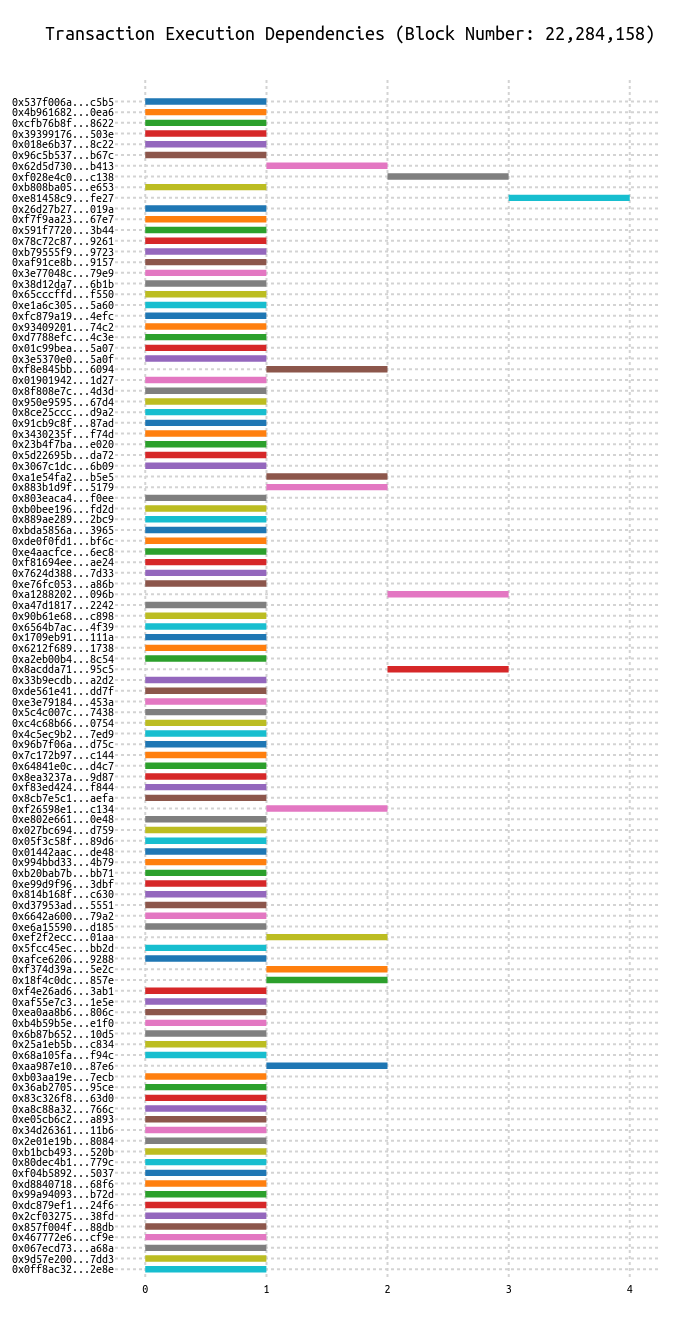 Transaction Execution Dependencies (Block Number: 22,284,158)
0x537f006a...c5b5
0x4b961682...0ea6
0xcfb76b8f...8622
0x39399176...503e
0x018e6b37...8c22
0x96c5b537...b67c
0x62d5d730...b413
0xf028e4c0...c138
0xb808ba05...e653
0xe81458c9...fe27
0x26d27b27...019a
0xf7f9aa23...67e7
0x591f7720...3b44
0x78c72c87...9261
0xb79555f9...9723
0xaf91ce8b...9157
0x3e77048c...79e9
0x38d12da7...6b1b
0x65cccffd...f550
0xe1a6c305...5a60
0xfc879a19...4efc
0x93409201...74c2
0xd7788efc...4c3e
0x01c99bea...5a07
0x3e5370e0...5a0f
0xf8e845bb...6094
0x01901942...1d27
0x8f808e7c...4d3d
0x950e9595...67d4
0x8ce25ccc...d9a2
0x91cb9c8f...87ad
0x3430235f...f74d
0x23b4f7ba...e020
0x5d22695b...da72
0x3067c1dc...6b09
0xa1e54fa2...b5e5
0x883b1d9f...5179
0x803eaca4...f0ee
0xb0bee196...fd2d
0x889ae289...2bc9
0xbda5856a...3965
0xde0f0fd1...bf6c
0xe4aacfce...6ec8
0xf81694ee...ae24
0x7624d388...7d33
0xe76fc053...a86b
0xa1288202...096b
0xa47d1817...2242
0x90b61e68...c898
0x6564b7ac...4f39
0x1709eb91...111a
0x6212f689...1738
0xa2eb00b4...8c54
0x8acdda71...95c5
0x33b9ecdb...a2d2
0xde561e41...dd7f
0xe3e79184...453a
0x5c4c007c...7438
0xc4c68b66...0754
0x4c5ec9b2...7ed9
0x96b7f06a...d75c
0x7c172b97...c144
0x64841e0c...d4c7
0x8ea3237a...9d87
0xf83ed424...f844
0x8cb7e5c1...aefa
0xf26598e1...c134
0xe802e661...0e48
0x027bc694...d759
0x05f3c58f...89d6
0x01442aac...de48
0x994bbd33...4b79
0xb20bab7b...bb71
0xe99d9f96...3dbf
0x814b168f...c630
0xd37953ad...5551
0x6642a600...79a2
0xe6a15590...d185
0xef2f2ecc...01aa
0x5fcc45ec...bb2d
0xafce6206...9288
0xf374d39a...5e2c
0x18f4c0dc...857e
0xf4e26ad6...3ab1
0xaf55e7c3...1e5e
0xea0aa8b6...806c
0xb4b59b5e...e1f0
0x6b87b652...10d5
0x25a1eb5b...c834
0x68a105fa...f94c
0xaa987e10...87e6
0xb03aa19e...7ecb
0x36ab2705...95ce
0x83c326f8...63d0
0xa8c88a32...766c
0xe05cb6c2...a893
0x34d26361...11b6
0x2e01e19b...8084
0xb1bcb493...520b
0x80dec4b1...779c
0xf04b5892...5037
0xd8840718...68f6
0x99a94093...b72d
0xdc879ef1...24f6
0x2cf03275...38fd
0x857f004f...88db
0x467772e6...cf9e
0x067ecd73...a68a
0x9d57e200...7dd3
0x0ff8ac32...2e8e
0 1 2 3 4